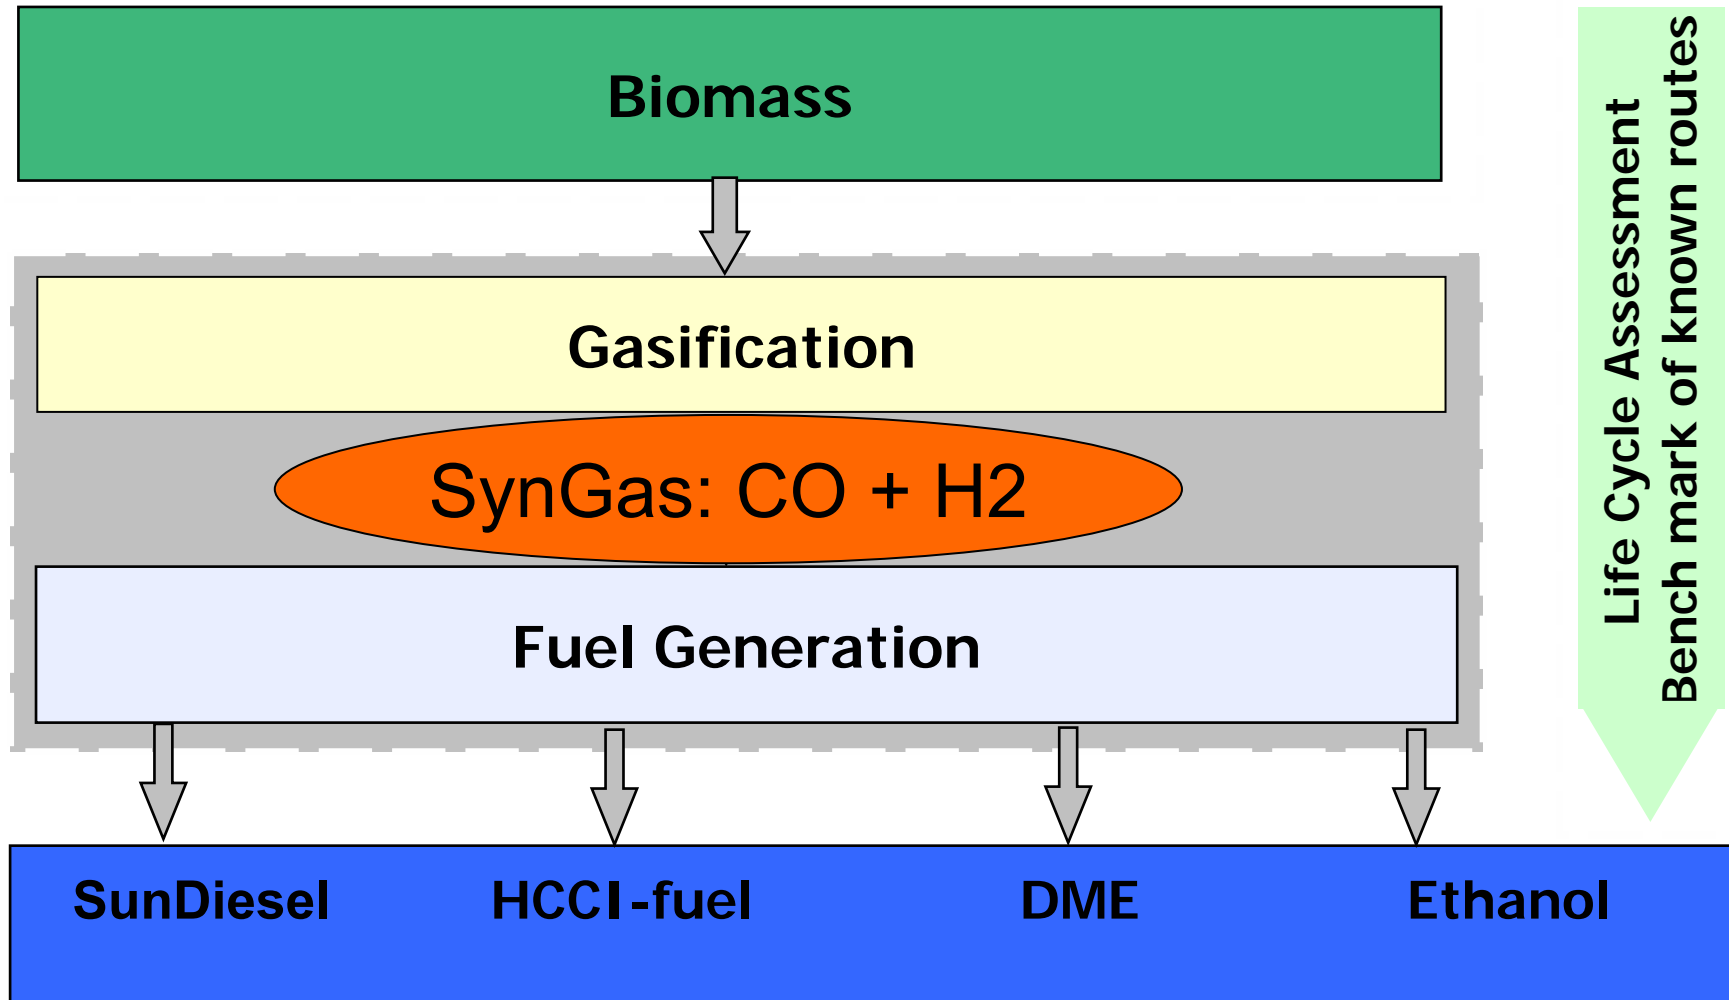 Biomass
Gasification
SynGas: CO + H2
Fuel Generation
SunDiesel
HCCI-fuel
DME
Ethanol
Life Cycle Assessment
Bench mark of known routes